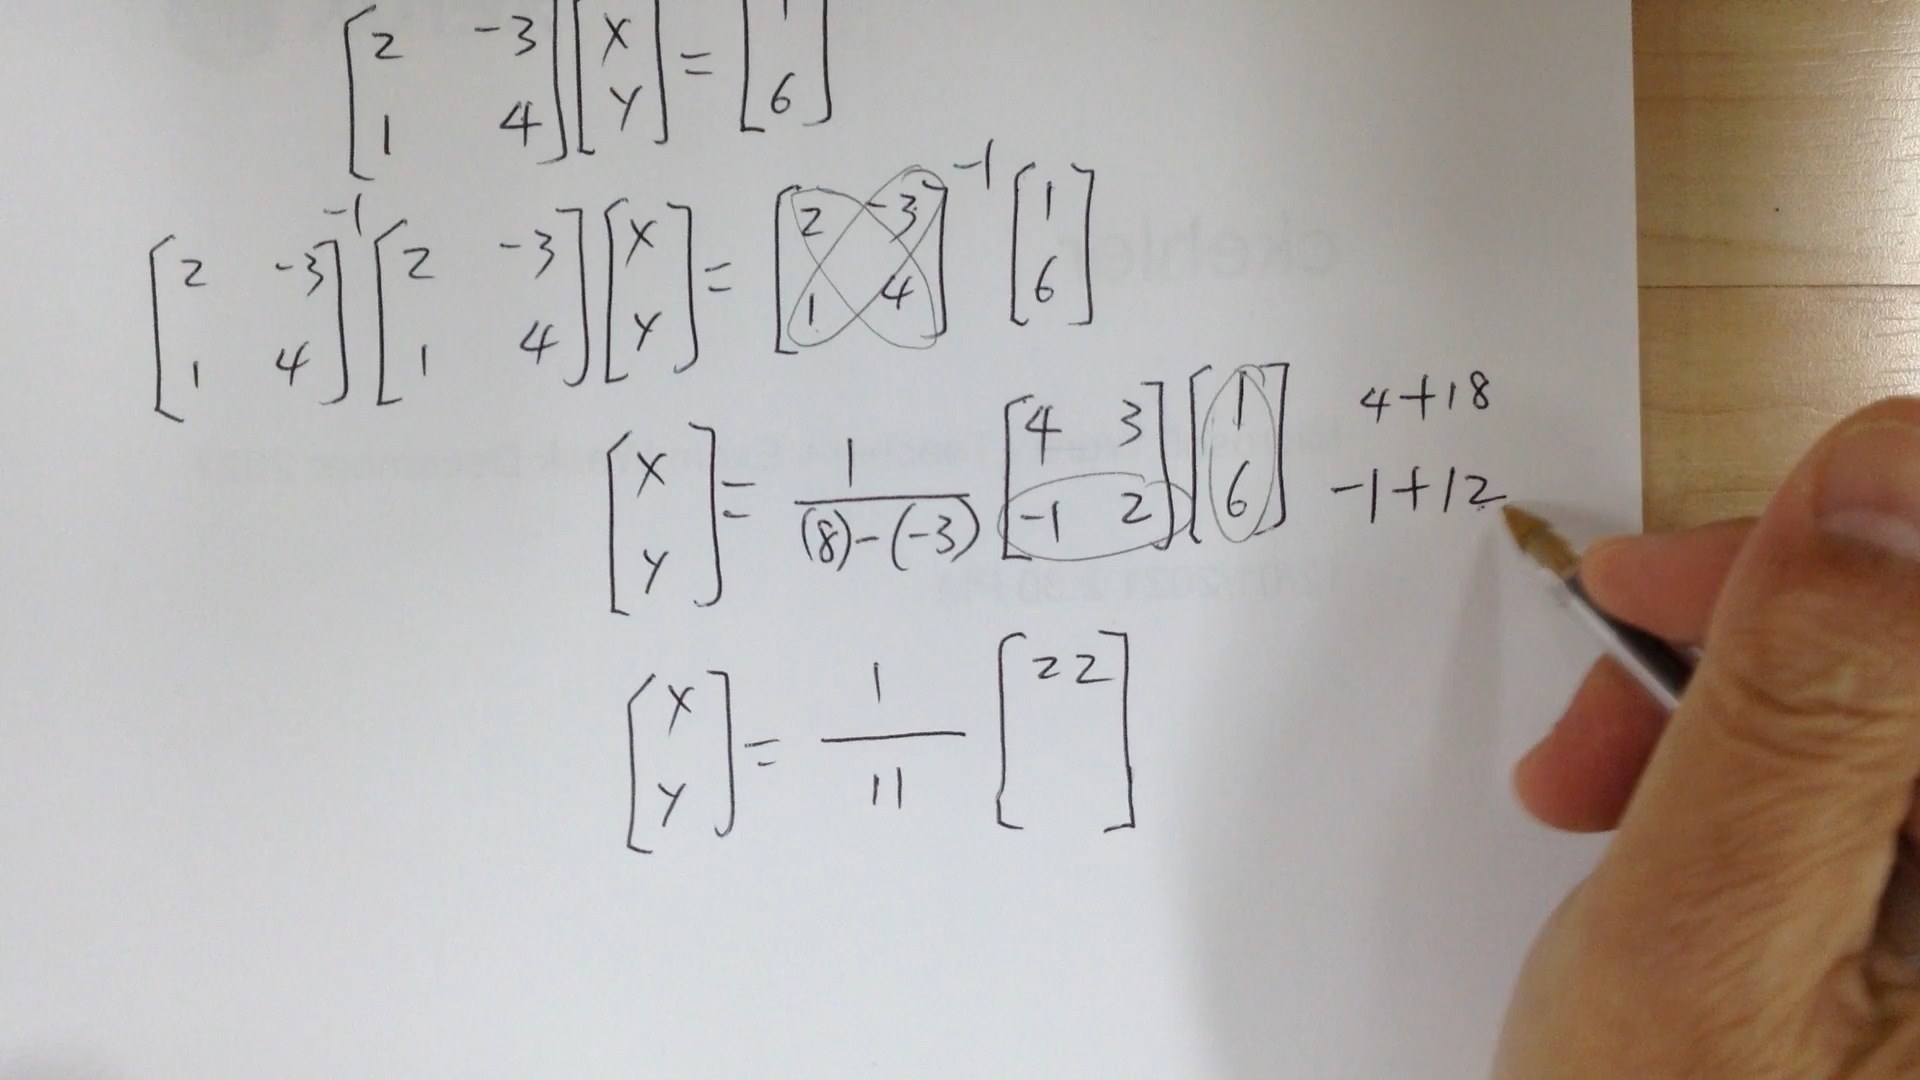 [2 -3; 1 4][x; y] = [1; 6]
[2 -3; 1 4]⁻¹ [2 -3; 1 4][x; y] = [2 -3; 1 4]⁻¹ [1; 6]
[x; y] = 1/((8)-(-3)) [4 3; -1 2][1; 6] 4+18
-1+12
[x; y] = 1/11 [22]
ckehler